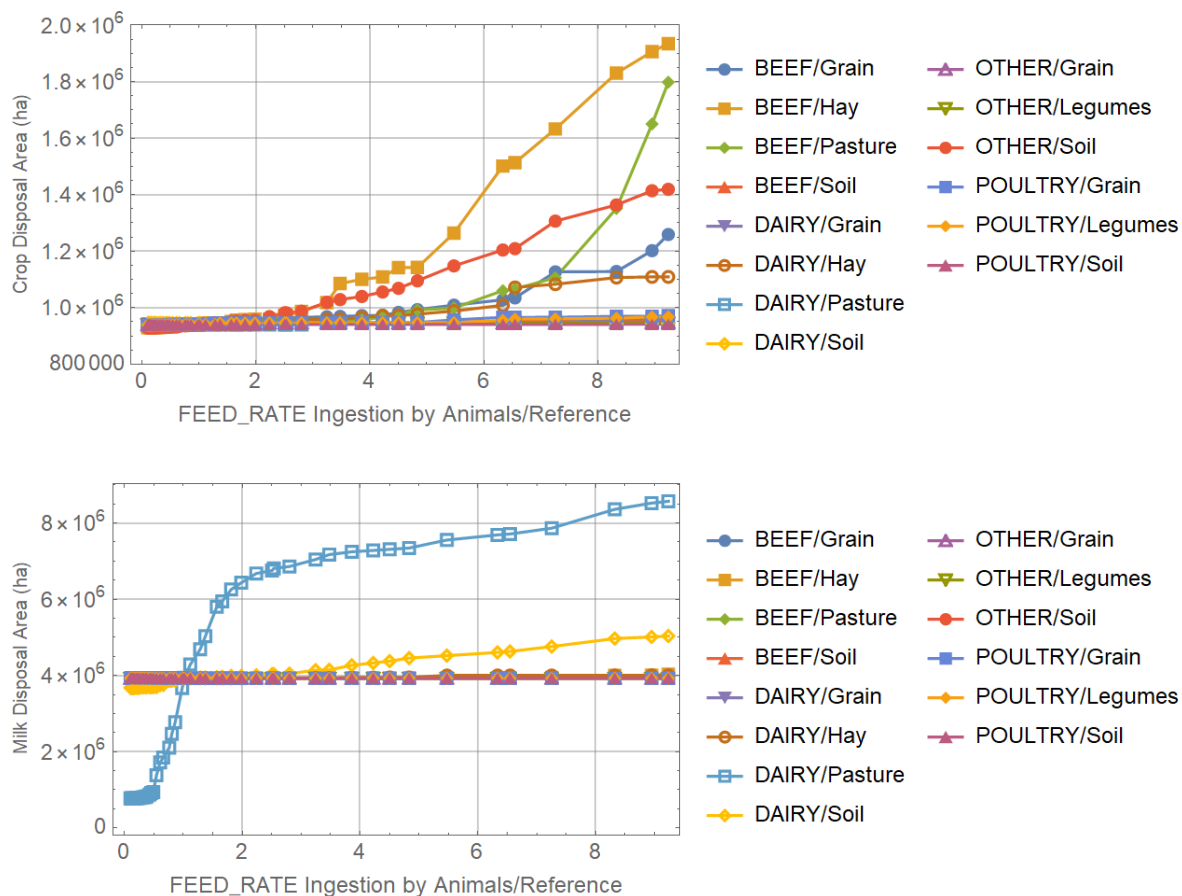 2.0 × 10^6
1.8 × 10^6
1.6 × 10^6
1.4 × 10^6
1.2 × 10^6
1.0 × 10^6
800 000
Crop Disposal Area (ha)
0 2 4 6 8
FEED_RATE Ingestion by Animals/Reference
BEEF/Grain
BEEF/Hay
BEEF/Pasture
BEEF/Soil
DAIRY/Grain
DAIRY/Hay
DAIRY/Pasture
DAIRY/Soil
OTHER/Grain
OTHER/Legumes
OTHER/Soil
POULTRY/Grain
POULTRY/Legumes
POULTRY/Soil
8 × 10^6
6 × 10^6
4 × 10^6
2 × 10^6
0
Milk Disposal Area (ha)
0 2 4 6 8
FEED_RATE Ingestion by Animals/Reference
BEEF/Grain
BEEF/Hay
BEEF/Pasture
BEEF/Soil
DAIRY/Grain
DAIRY/Hay
DAIRY/Pasture
DAIRY/Soil
OTHER/Grain
OTHER/Legumes
OTHER/Soil
POULTRY/Grain
POULTRY/Legumes
POULTRY/Soil